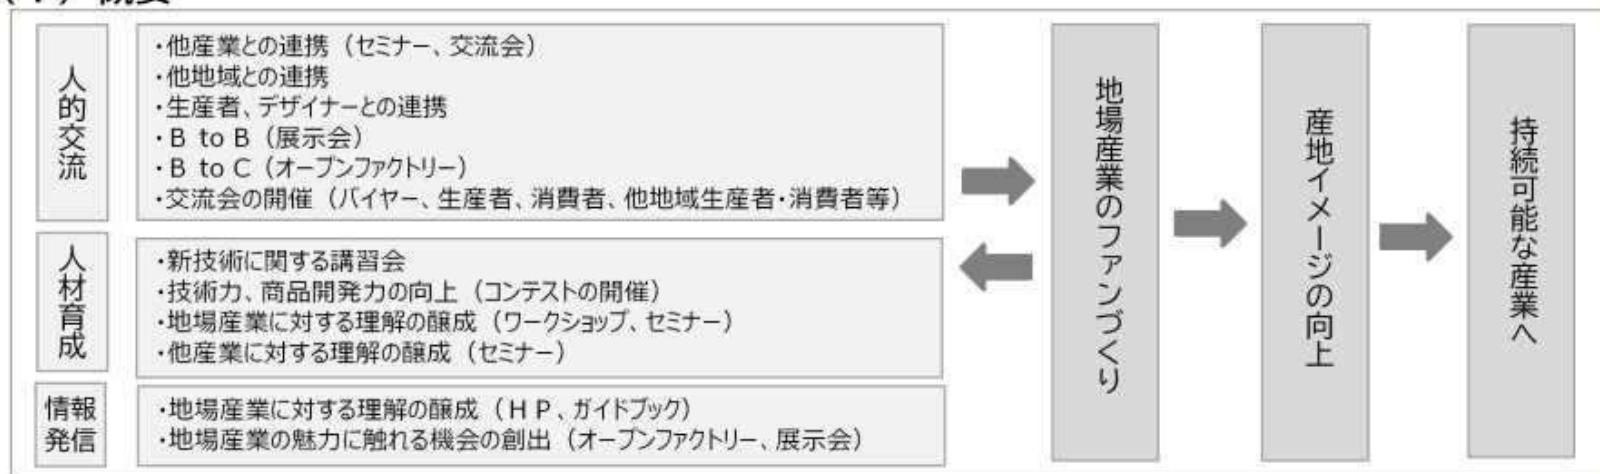 人的交流
・他産業との連携（セミナー、交流会）
・他地域との連携
・生産者、デザイナーとの連携
・B to B（展示会）
・B to C（オープンファクトリー）
・交流会の開催（バイヤー、生産者、消費者、他地域生産者・消費者等）
人材育成
・新技術に関する講習会
・技術力、商品開発力の向上（コンテストの開催）
・地場産業に対する理解の醸成（ワークショップ、セミナー）
・他産業に対する理解の醸成（セミナー）
情報
発信
・地場産業に対する理解の醸成（HP、ガイドブック）
・地場産業の魅力に触れる機会の創出（オープンファクトリー、展示会）
地場産業のファンづくり
産地イメージの向上
持続可能な産業へ